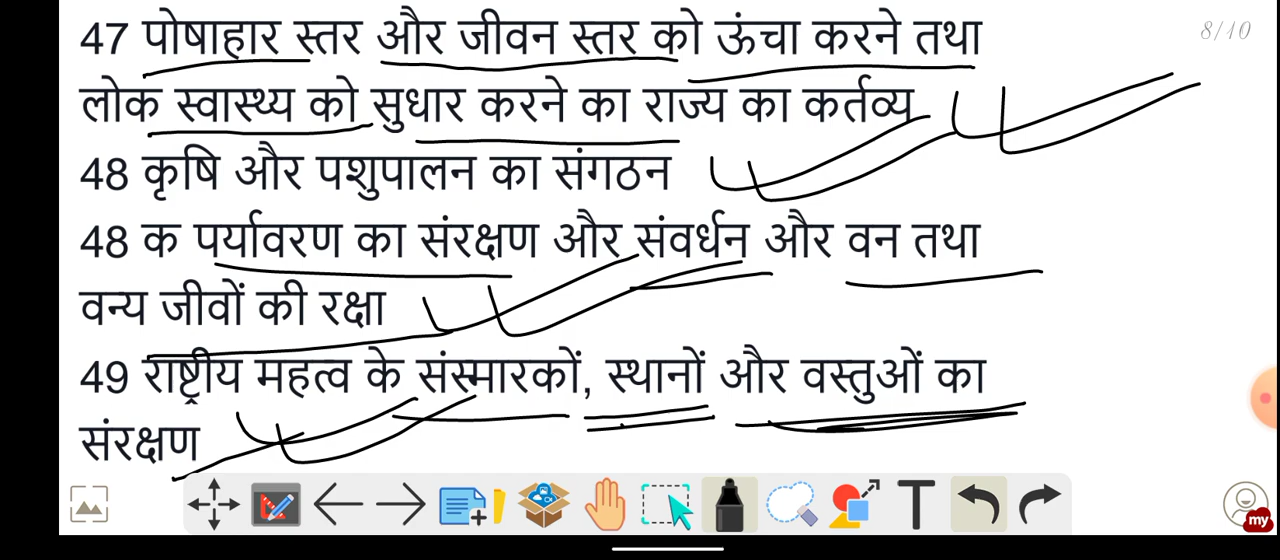 8/10
47 पोषाहार स्तर और जीवन स्तर को ऊंचा करने तथा
लोक स्वास्थ्य को सुधार करने का राज्य का कर्तव्य
48 कृषि और पशुपालन का संगठन
48 क पर्यावरण का संरक्षण और संवर्धन और वन तथा
वन्य जीवों की रक्षा
49 राष्ट्रीय महत्व के संस्मारकों, स्थानों और वस्तुओं का
संरक्षण
T
my